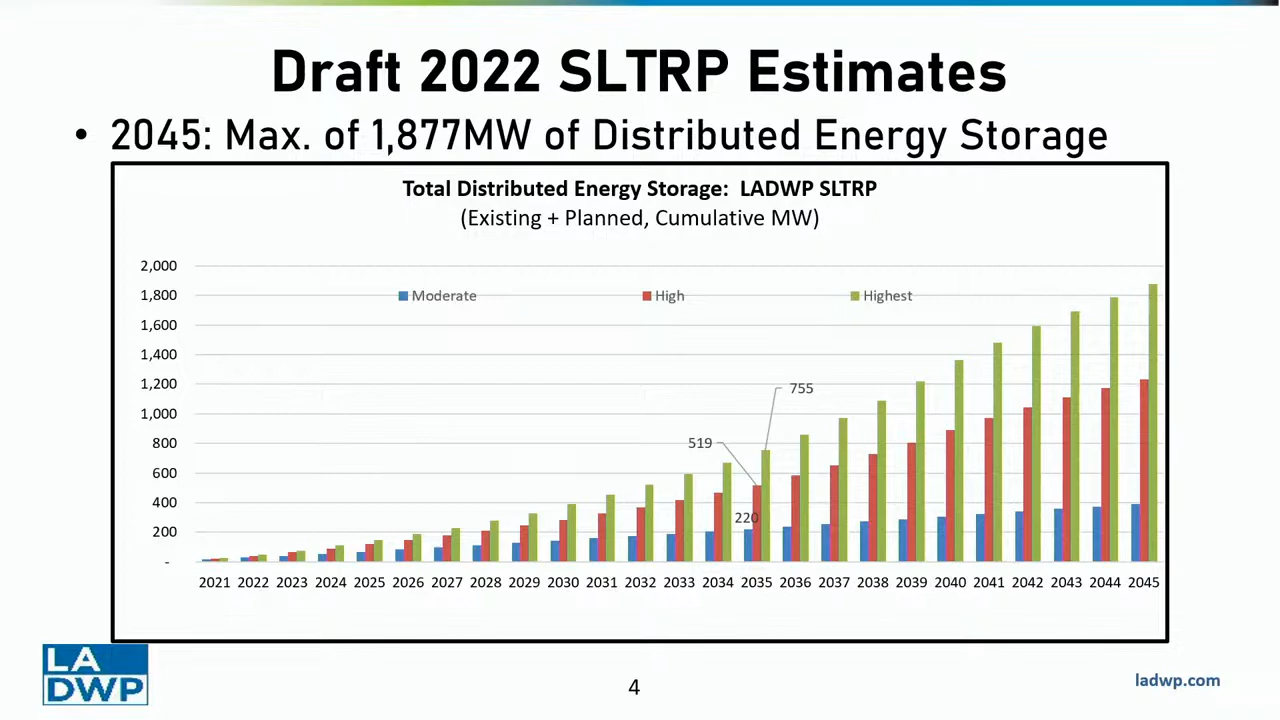 Draft 2022 SLTRP Estimates
• 2045: Max. of 1,877MW of Distributed Energy Storage
Total Distributed Energy Storage: LADWP SLTRP
(Existing + Planned, Cumulative MW)
2,000
1,800
1,600
1,400
1,200
1,000
800
600
400
200
-
Moderate High Highest
755
519
220
2021 2022 2023 2024 2025 2026 2027 2028 2029 2030 2031 2032 2033 2034 2035 2036 2037 2038 2039 2040 2041 2042 2043 2044 2045
LA
DWP
4
ladwp.com